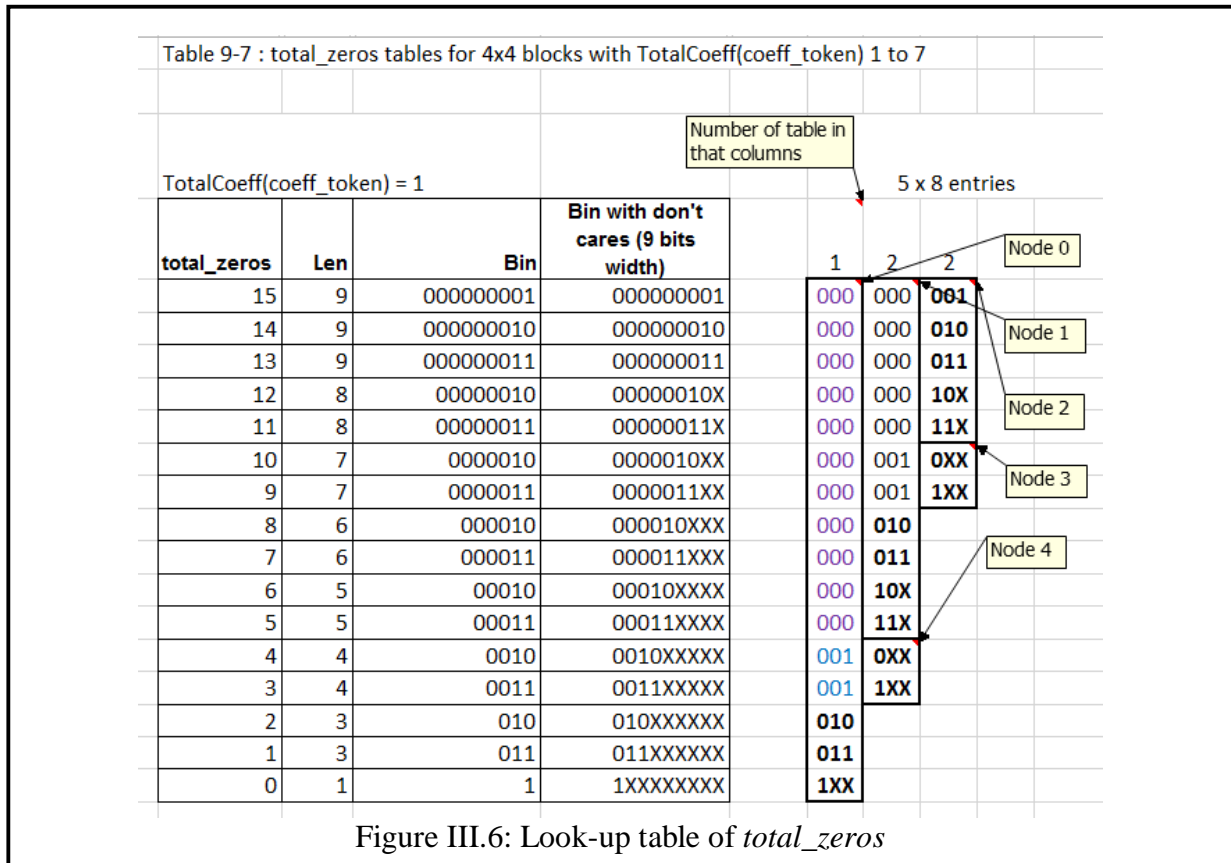 Table 9-7 : total_zeros tables for 4x4 blocks with TotalCoeff(coeff_token) 1 to 7
Number of table in
that columns
TotalCoeff(coeff_token) = 1
5 x 8 entries
total_zeros Len Bin Bin with don't cares (9 bits width) 1 2 2
Node 0
15 9 000000001 000000001 000 000 001
14 9 000000010 000000010 000 000 010
Node 1
13 9 000000011 000000011 000 000 011
12 8 00000010 00000010X 000 000 10X
Node 2
11 8 00000011 00000011X 000 000 11X
10 7 0000010 0000010XX 000 001 0XX
Node 3
9 7 0000011 0000011XX 000 001 1XX
8 6 000010 000010XXX 000 010
7 6 000011 000011XXX 000 011
Node 4
6 5 00010 00010XXXX 000 10X
5 5 00011 00011XXXX 000 11X
4 4 0010 0010XXXXX 001 0XX
3 4 0011 0011XXXXX 001 1XX
2 3 010 010XXXXXX 010
1 3 011 011XXXXXX 011
0 1 1 1XXXXXXXX 1XX
Figure III.6: Look-up table of total_zeros